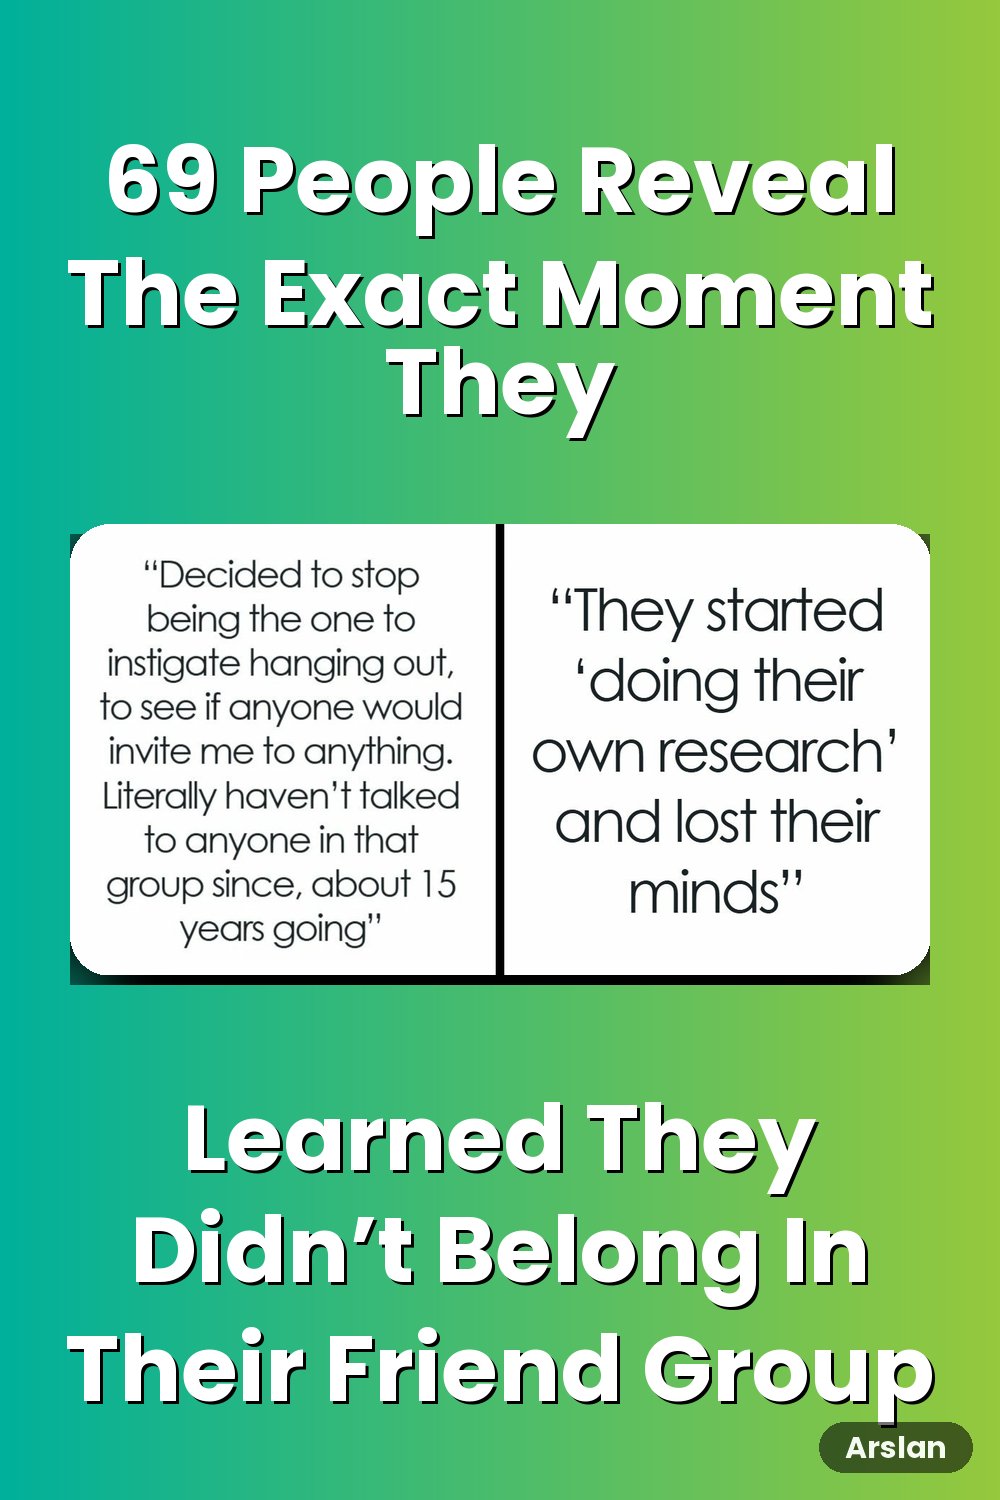 69 People Reveal
The Exact Moment
They
“Decided to stop
being the one to
instigate hanging out,
to see if anyone would
invite me to anything.
Literally haven’t talked
to anyone in that
group since, about 15
years going”
“They started
‘doing their
own research’
and lost their
minds”
Learned They
Didn’t Belong In
Their Friend Group
Arslan